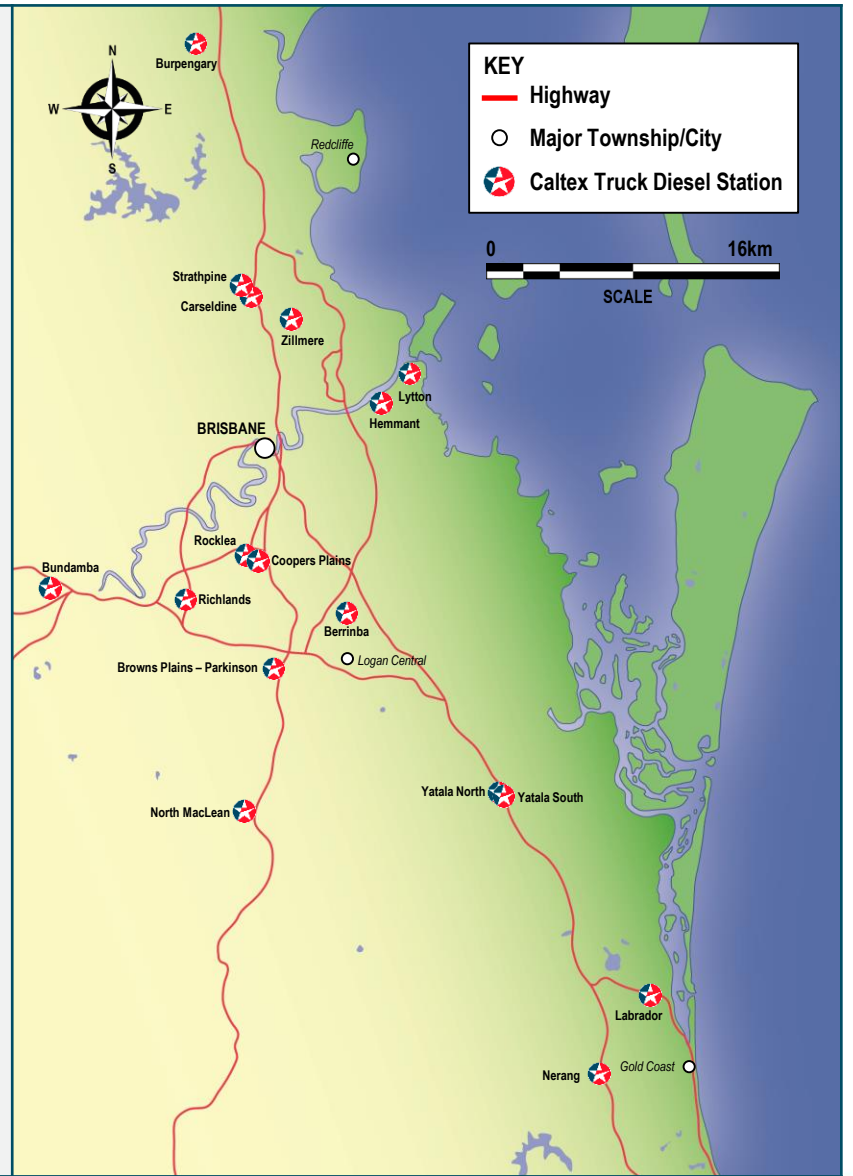 N
W E
S
Burpengary
Redcliffe
KEY
Highway
Major Township/City
Caltex Truck Diesel Station
0 16km
SCALE
Strathpine
Carseldine
Zillmere
Lytton
Hemmant
BRISBANE
Rocklea
Coopers Plains
Bundamba
Richlands
Berrinba
Browns Plains – Parkinson
Logan Central
Yatala North
Yatala South
North MacLean
Labrador
Gold Coast
Nerang